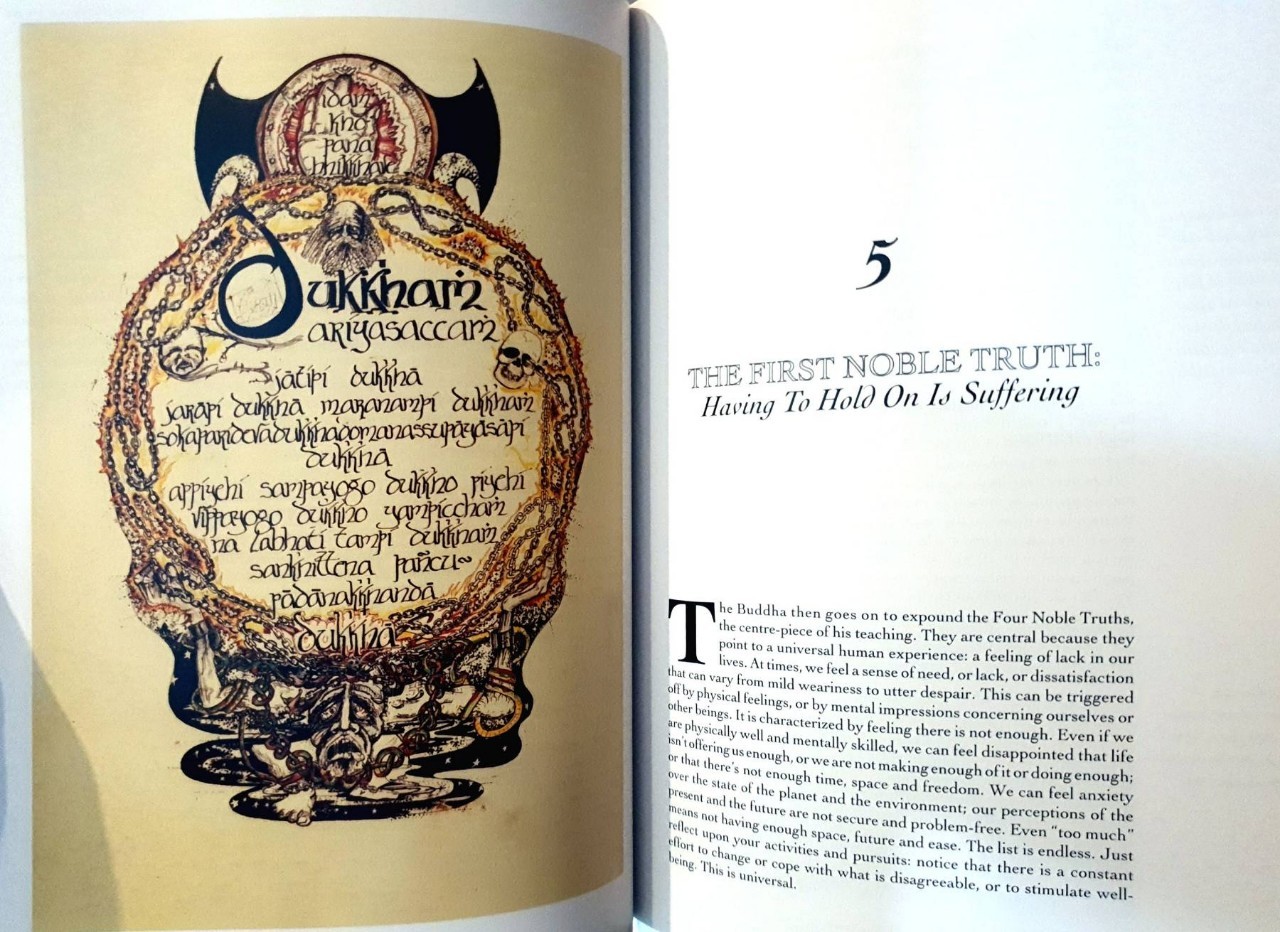 idaṁ
kho
pana
bhikkhave
dukkhaṁ
ariyasaccaṁ
jātipi dukkhā
jarāpi dukkhā maranampi dukkhaṁ
sokaparidevadukkhadomanassupāyāsāpi
dukkhā
appiyehi sampayogo dukkho piyehi
vippayogo dukkho yampicchaṁ
na labhati tampi dukkhaṁ
sankhittena pañcu~
pādānakkhandā
dukkhā
5
THE FIRST NOBLE TRUTH:
Having To Hold On Is Suffering
The Buddha then goes on to expound the Four Noble Truths,
the centre-piece of his teaching. They are central because they
point to a universal human experience: a feeling of lack in our
lives. At times, we feel a sense of need, or lack, or dissatisfaction
that can vary from mild weariness to utter despair. This can be triggered
off by physical feelings, or by mental impressions concerning ourselves or
other beings. It is characterized by feeling there is not enough. Even if we
are physically well and mentally skilled, we can feel disappointed that life
isn't offering us enough, or we are not making enough of it or doing enough;
or that there's not enough time, space and freedom. We can feel anxiety
over the state of the planet and the environment; our perceptions of the
present and the future are not secure and problem-free. Even "too much"
means not having enough space, future and ease. The list is endless. Just
reflect upon your activities and pursuits: notice that there is a constant
effort to change or cope with what is disagreeable, or to stimulate well-
being. This is universal.